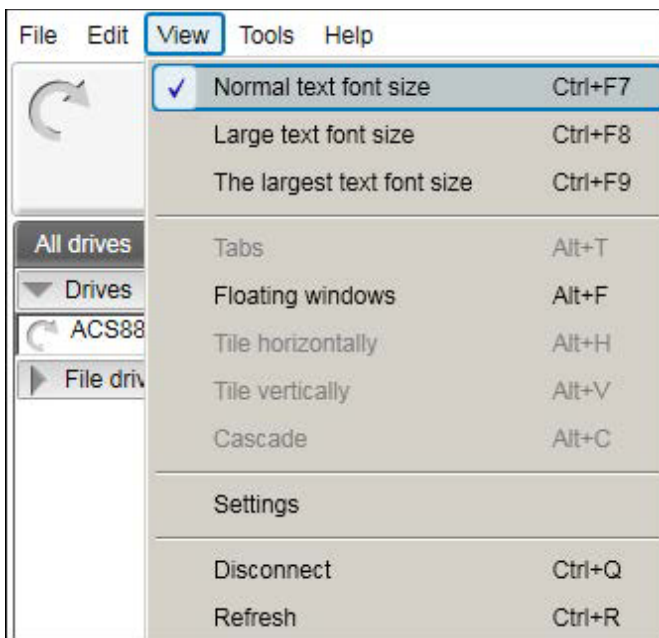 File Edit View Tools Help
Normal text font size Ctrl+F7
Large text font size Ctrl+F8
The largest text font size Ctrl+F9
All drives
Tabs Alt+T
Drives
Floating windows Alt+F
ACS88
Tile horizontally Alt+H
File driv
Tile vertically Alt+V
Cascade Alt+C
Settings
Disconnect Ctrl+Q
Refresh Ctrl+R